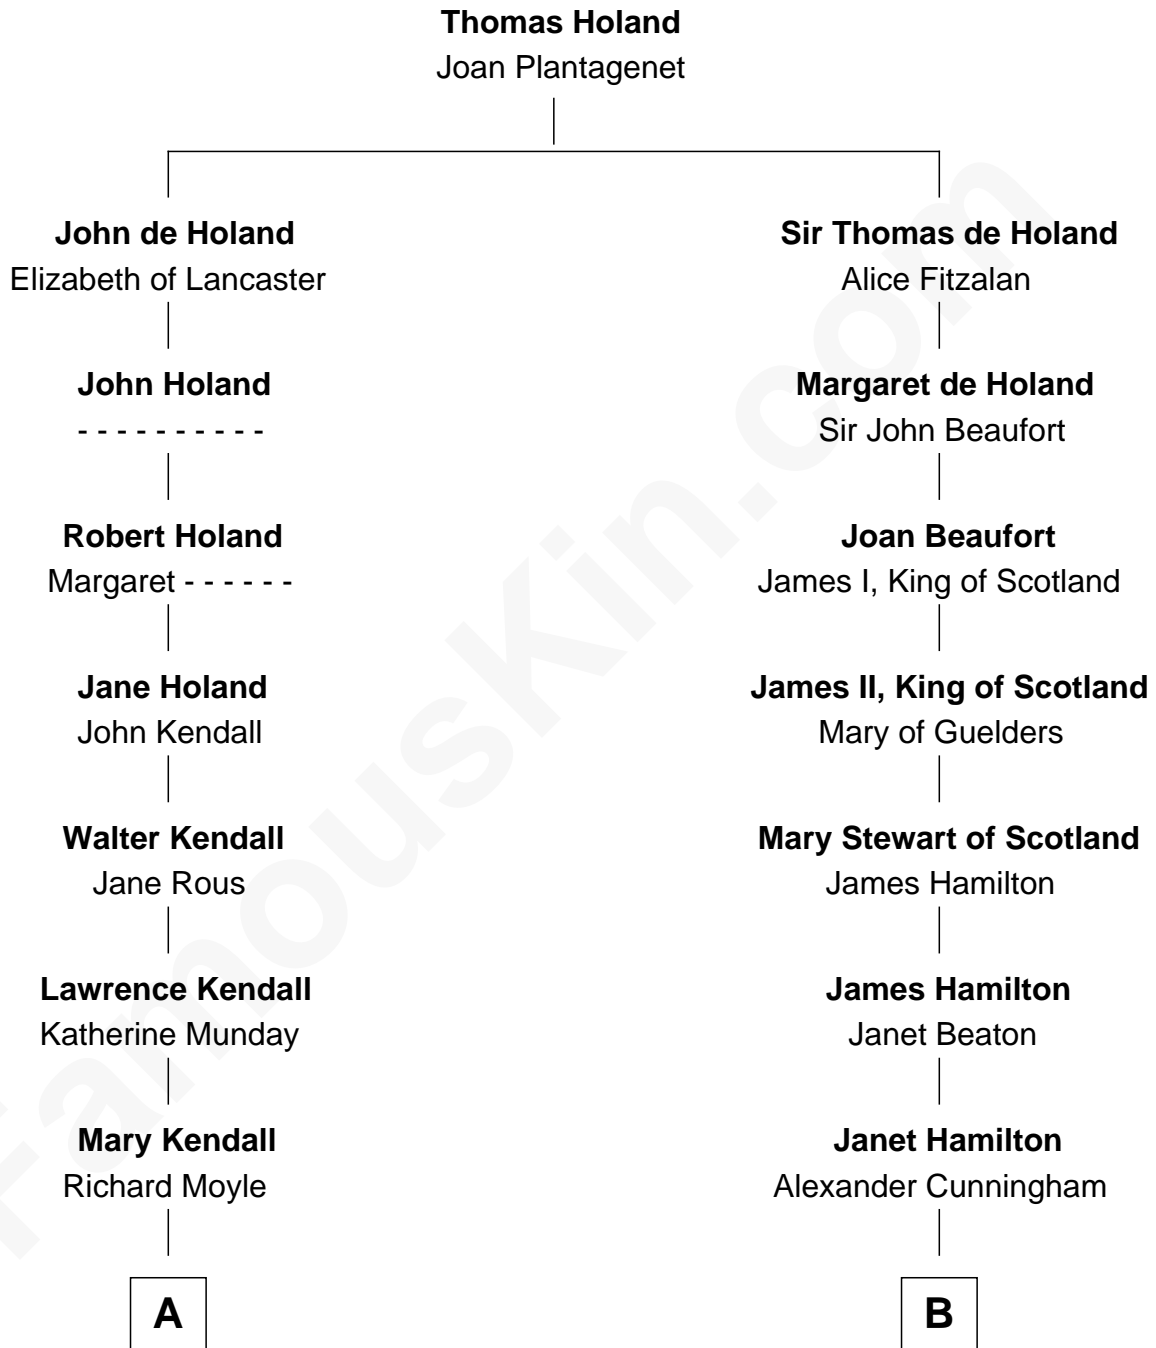 Thomas Holand
Joan Plantagenet
John de Holand
Elizabeth of Lancaster
John Holand
- - - - - - - - - -
Robert Holand
Margaret - - - - - -
Jane Holand
John Kendall
Walter Kendall
Jane Rous
Lawrence Kendall
Katherine Munday
Mary Kendall
Richard Moyle
A
Sir Thomas de Holand
Alice Fitzalan
Margaret de Holand
Sir John Beaufort
Joan Beaufort
James I, King of Scotland
James II, King of Scotland
Mary of Guelders
Mary Stewart of Scotland
James Hamilton
James Hamilton
Janet Beaton
Janet Hamilton
Alexander Cunningham
B
FamousKin.com